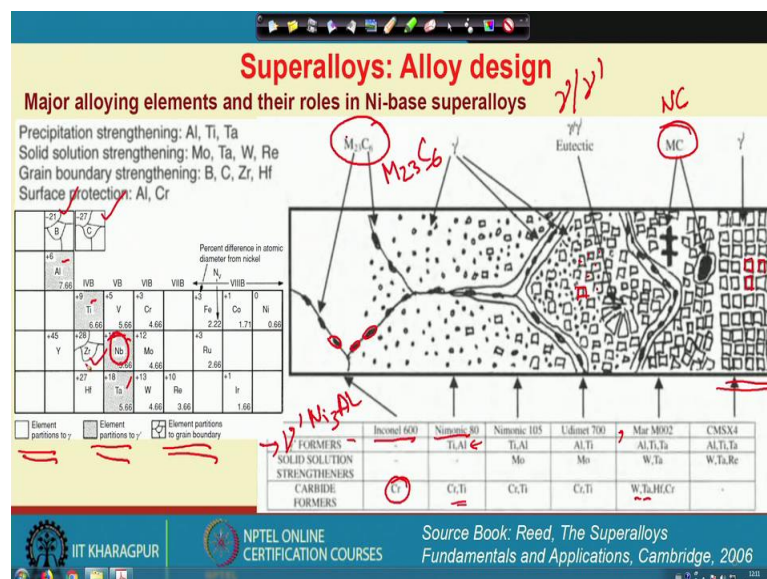 Superalloys: Alloy design
Major alloying elements and their roles in Ni-base superalloys
γ/γ'
NC
Precipitation strengthening: Al, Ti, Ta
Solid solution strengthening: Mo, Ta, W, Re
Grain boundary strengthening: B, C, Zr, Hf
Surface protection: Al, Cr
M23C6
M23C6
γ'
γ/γ'
Eutectic
MC
γ'
-21 -27
B C
Percent difference in atomic
diameter from nickel
+6
Al
7.66
IVB VB VIB VIIB Nv VIIIB
+9 +5 +3 +3 +1 0
Ti V Cr Fe Co Ni
6.66 5.66 4.66 2.22 1.71 0.66
+45 +28 +12 +3
Y Zr Nb Mo Ru
5.66 4.66 2.66
+27 +18 +13 +10 +1
Hf Ta W Re Ir
5.66 4.66 3.66 1.66
Element
partitions to γ
Element
partitions to γ'
Element partitions
to grain boundary
γ' Ni3Al
Inconel 600 Nimonic 80 Nimonic 105 Udimet 700 Mar M002 CMSX4
γ' FORMERS - Ti,Al Ti,Al Al,Ti Al,Ti,Ta Al,Ti,Ta
SOLID SOLUTION
STRENGTHENERS - - Mo Mo W,Ta W,Ta,Re
CARBIDE
FORMERS Cr Cr,Ti Cr,Ti Cr,Ti W,Ta,Hf,Cr -
IIT KHARAGPUR
NPTEL ONLINE
CERTIFICATION COURSES
Source Book: Reed, The Superalloys
Fundamentals and Applications, Cambridge, 2006
12:11